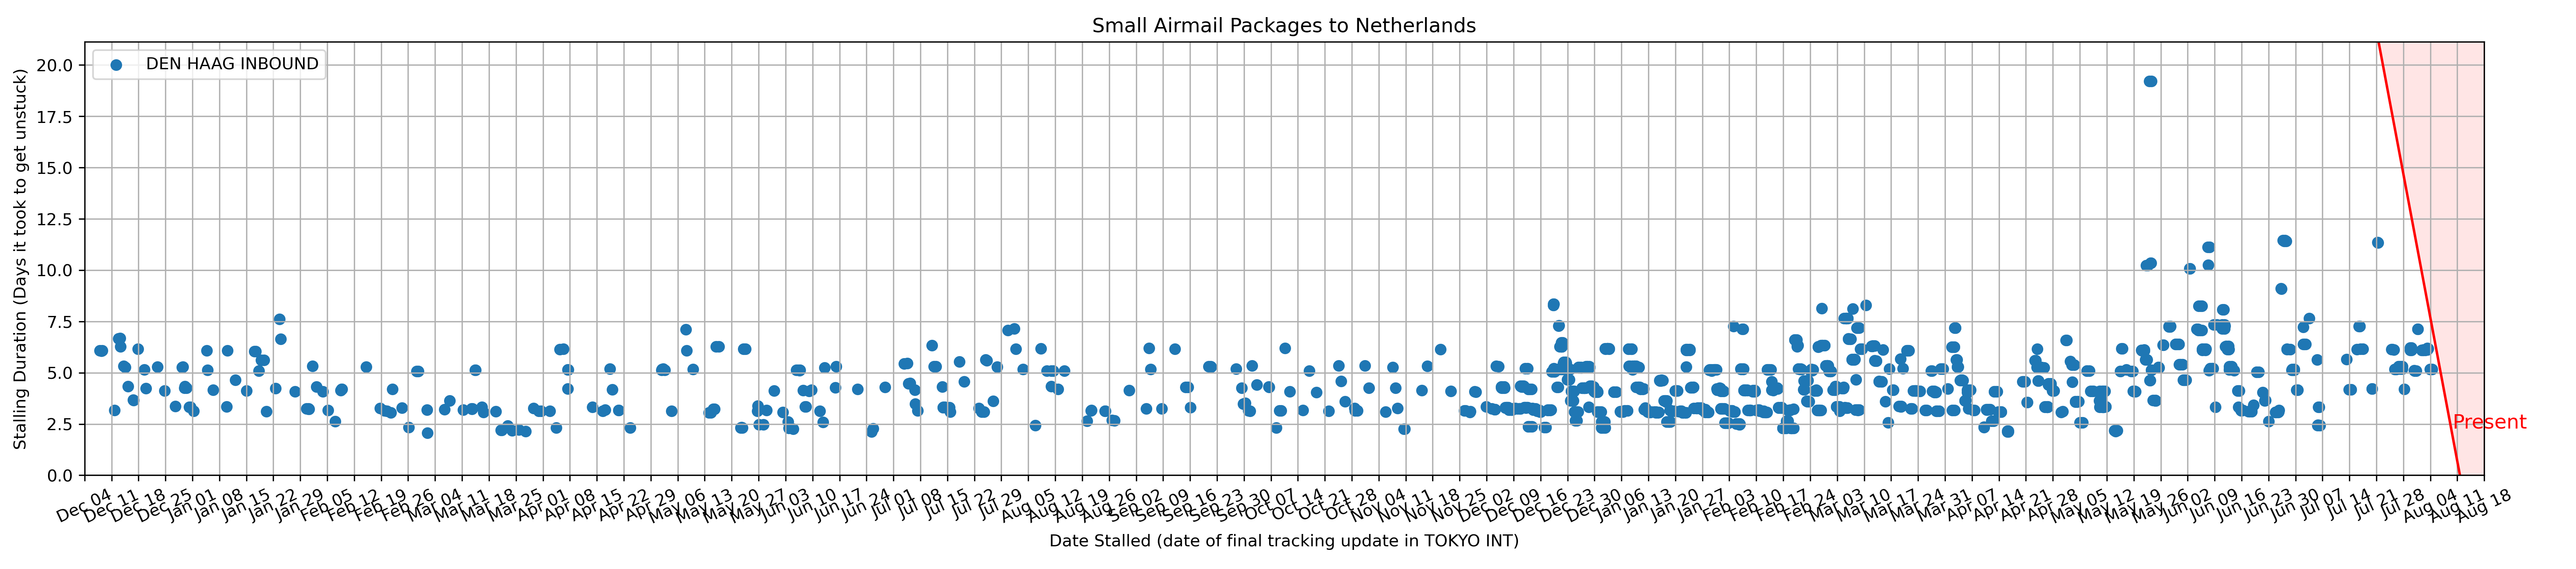 Small Airmail Packages to Netherlands
DEN HAAG INBOUND
Stalling Duration (Days it took to get unstuck)
20.0
17.5
15.0
12.5
10.0
7.5
5.0
2.5
0.0
Present
Dec 04
Dec 11
Dec 18
Dec 25
Jan 01
Jan 08
Jan 15
Jan 22
Jan 29
Feb 05
Feb 12
Feb 19
Feb 26
Mar 04
Mar 11
Mar 18
Mar 25
Apr 01
Apr 08
Apr 15
Apr 22
Apr 29
May 06
May 13
May 20
May 27
Jun 03
Jun 10
Jun 17
Jun 24
Jul 01
Jul 08
Jul 15
Jul 22
Jul 29
Aug 05
Aug 12
Aug 19
Aug 26
Sep 02
Sep 09
Sep 16
Sep 23
Sep 30
Oct 07
Oct 14
Oct 21
Oct 28
Nov 04
Nov 11
Nov 18
Nov 25
Dec 02
Dec 09
Dec 16
Dec 23
Dec 30
Jan 06
Jan 13
Jan 20
Jan 27
Feb 03
Feb 10
Feb 17
Feb 24
Mar 03
Mar 10
Mar 17
Mar 24
Mar 31
Apr 07
Apr 14
Apr 21
Apr 28
May 05
May 12
May 19
May 26
Jun 02
Jun 09
Jun 16
Jun 23
Jun 30
Jul 07
Jul 14
Jul 21
Jul 28
Aug 04
Aug 11
Aug 18
Date Stalled (date of final tracking update in TOKYO INT)